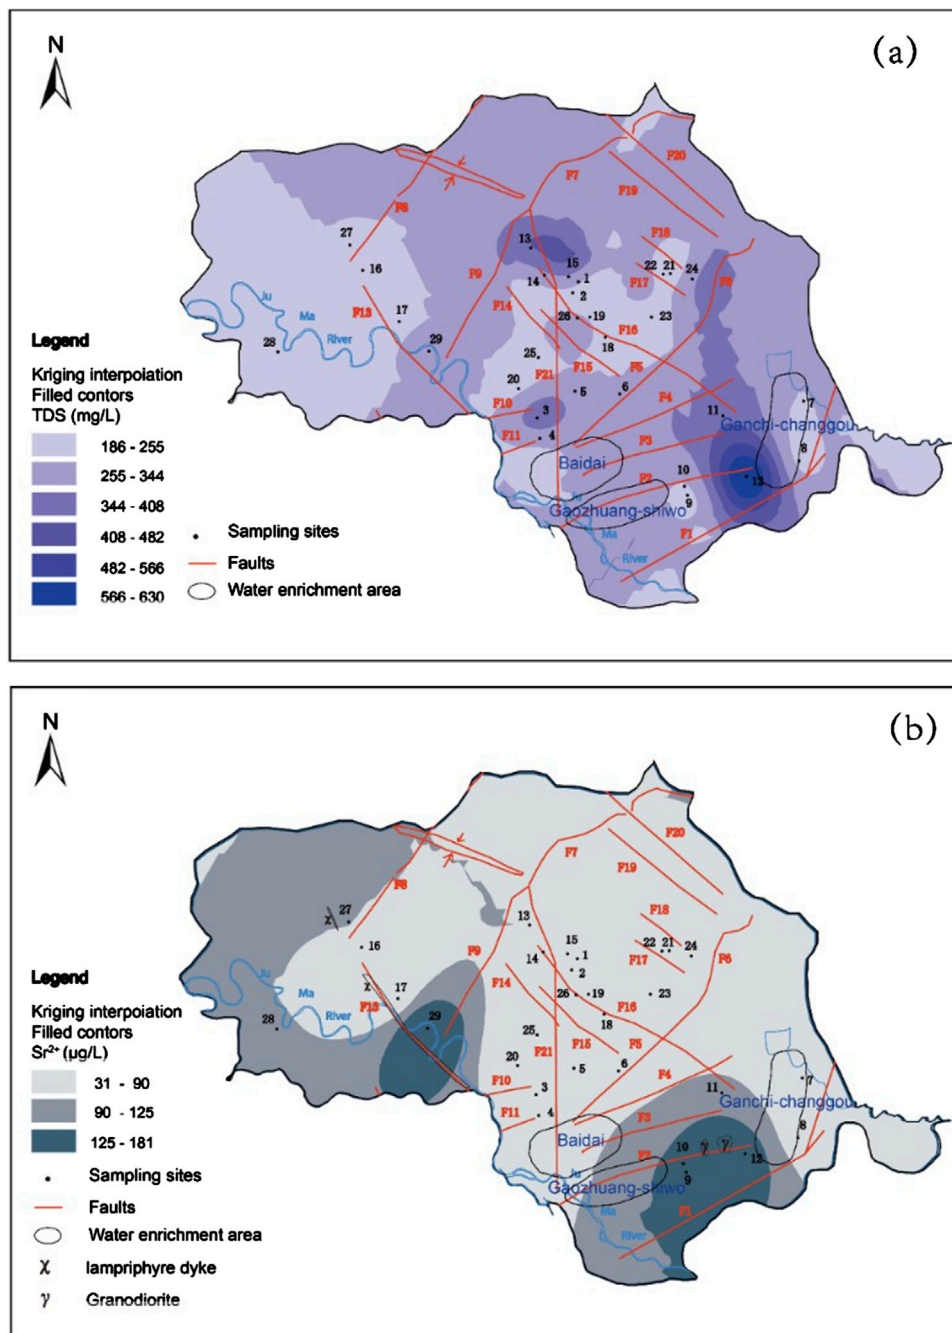 (a)
N
F20
F7
F19
F8
27
13
F18
15
22
21
24
16
F9
14
1
F17
F6
2
Ju
F14
17
F13
26
19
23
Ma
F16
River
29
18
28
25
F15
F5
F21
20
5
6
F4
7
F10
3
11
Ganchi-changgou
F11
4
F3
8
Baidai
F2
10
12
Gaozhuang-shiwo
9
Ju
Ma
F1
River
Legend
Kriging interpolation
Filled contors
TDS (mg/L)
186 - 255
255 - 344
344 - 408
408 - 482
482 - 566
566 - 630
Sampling sites
Faults
Water enrichment area
(b)
N
F20
F7
F19
F8
χ
27
13
F18
15
22
21
24
16
F9
14
1
F17
F6
2
Ju
χ
F14
17
F13
26
19
23
Ma
F16
River
29
18
28
25
F15
F5
F21
20
5
6
F4
7
F10
3
11
Ganchi-changgou
F11
4
F3
8
Baidai
F2
10
γ
γ
12
Ju
Gaozhuang-shiwo
9
Ma
F1
River
Legend
Kriging interpolation
Filled contors
Sr²⁺ (μg/L)
31 - 90
90 - 125
125 - 181
Sampling sites
Faults
Water enrichment area
χ lampriphyre dyke
γ Granodiorite